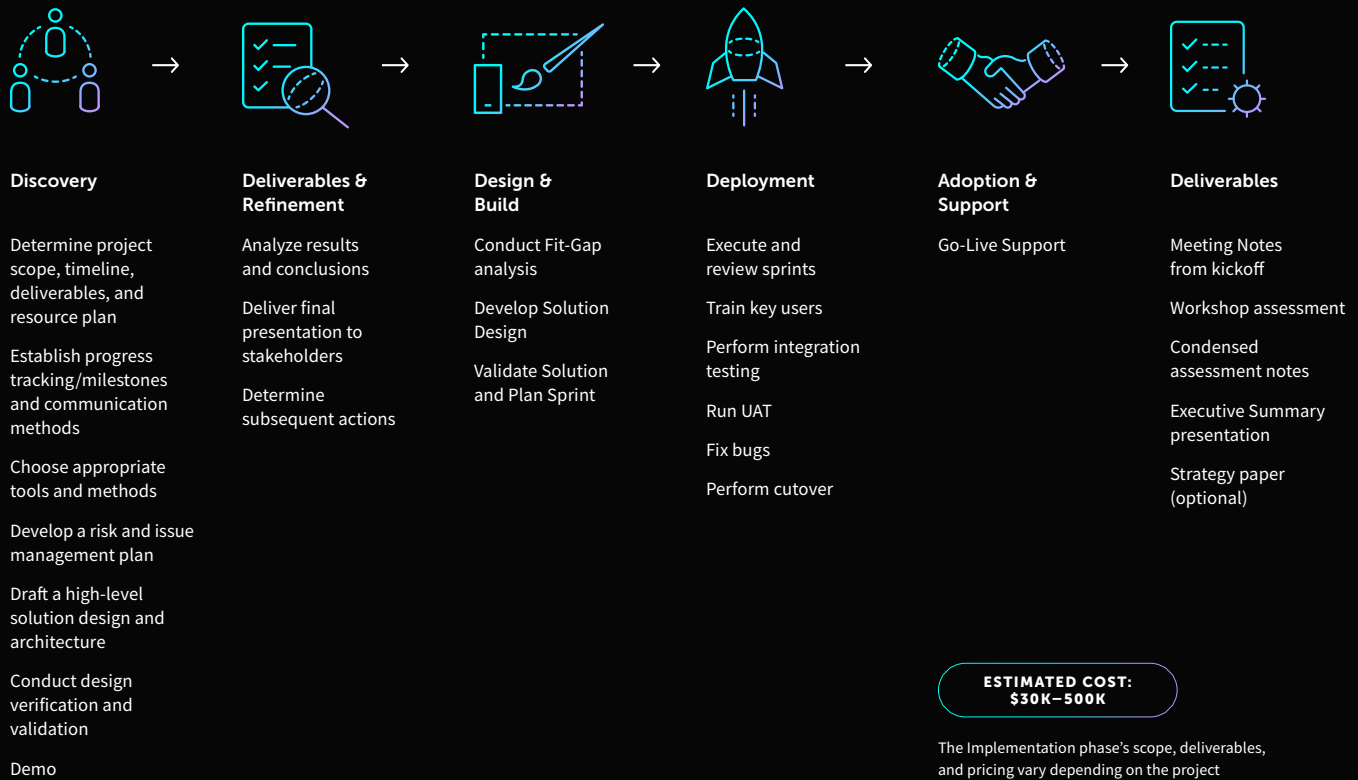 Discovery
Determine project
scope, timeline,
deliverables, and
resource plan
Establish progress
tracking/milestones
and communication
methods
Choose appropriate
tools and methods
Develop a risk and issue
management plan
Draft a high-level
solution design and
architecture
Conduct design
verification and
validation
Demo
Deliverables &
Refinement
Analyze results
and conclusions
Deliver final
presentation to
stakeholders
Determine
subsequent actions
Design &
Build
Conduct Fit-Gap
analysis
Develop Solution
Design
Validate Solution
and Plan Sprint
Deployment
Execute and
review sprints
Train key users
Perform integration
testing
Run UAT
Fix bugs
Perform cutover
Adoption &
Support
Go-Live Support
Deliverables
Meeting Notes
from kickoff
Workshop assessment
Condensed
assessment notes
Executive Summary
presentation
Strategy paper
(optional)
ESTIMATED COST:
$30K–500K
The Implementation phase’s scope, deliverables,
and pricing vary depending on the project